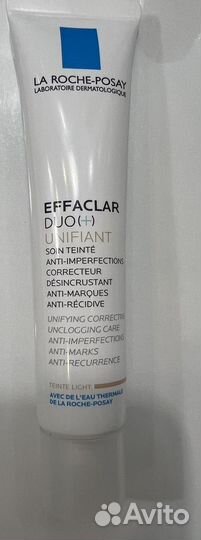 LA ROCHE-POSAY
LABORATOIRE DERMATOLOGIQUE
EFFACLAR
DUO(+)
UNIFIANT
SOIN TEINTÉ
ANTI-IMPERFECTIONS
CORRECTEUR
DÉSINCRUSTANT
ANTI-MARQUES
ANTI-RÉCIDIVE
UNIFYING CORRECTIVE
UNCLOGGING CARE
ANTI-IMPERFECTIONS
ANTI-MARKS
ANTI-RECURRENCE
TEINTE LIGHT
AVEC DE L'EAU THERMALE
DE LA ROCHE-POSAY
Avito